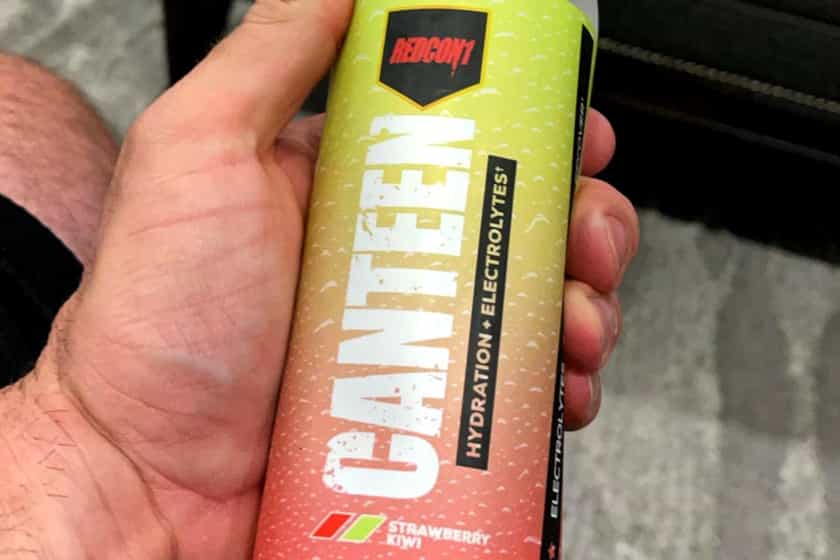 REDCON1
CANTEEN
HYDRATION + ELECTROLYTES†
STRAWBERRY
KIWI
ELECTROLYTES